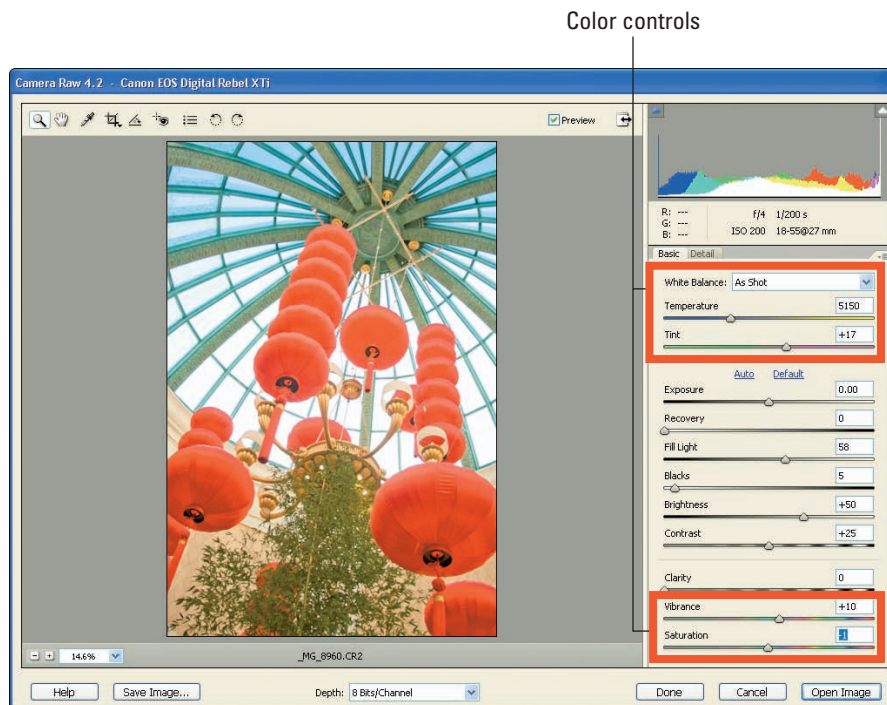 Color controls
Camera Raw 4.2 - Canon EOS Digital Rebel XTi
Preview
R: ---
G: ---
B: ---
f/4 1/200 s
ISO 200 18-55@27 mm
Basic Detail
White Balance: As Shot
Temperature 5150
Tint +17
Auto Default
Exposure 0.00
Recovery 0
Fill Light 58
Blacks 5
Brightness +50
Contrast +25
Clarity 0
Vibrance +10
Saturation -1
- + 14.6% _MG_8960.CR2
Help Save Image... Depth: 8 Bits/Channel Done Cancel Open Image